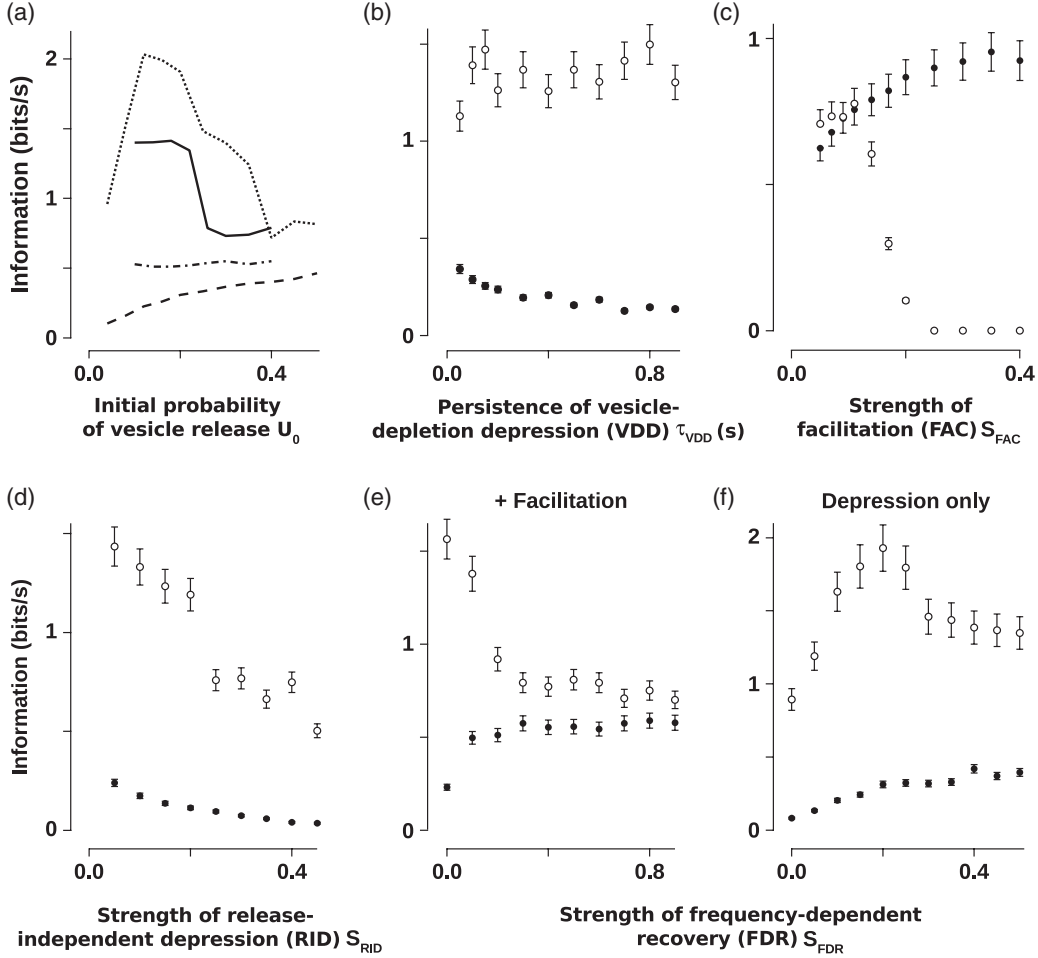 (a)
Information (bits/s)
2
1
0
0.0
0.4
Initial probability
of vesicle release U0
(b)
1
0
0.0
0.4
0.8
Persistence of vesicle-
depletion depression (VDD) τVDD (s)
(c)
1
0
0.0
0.4
Strength of
facilitation (FAC) SFAC
(d)
Information (bits/s)
1
0
0.0
0.4
Strength of release-
independent depression (RID) SRID
(e)
+ Facilitation
1
0
0.0
0.8
(f)
Depression only
2
1
0
0.0
0.4
Strength of frequency-dependent
recovery (FDR) SFDR